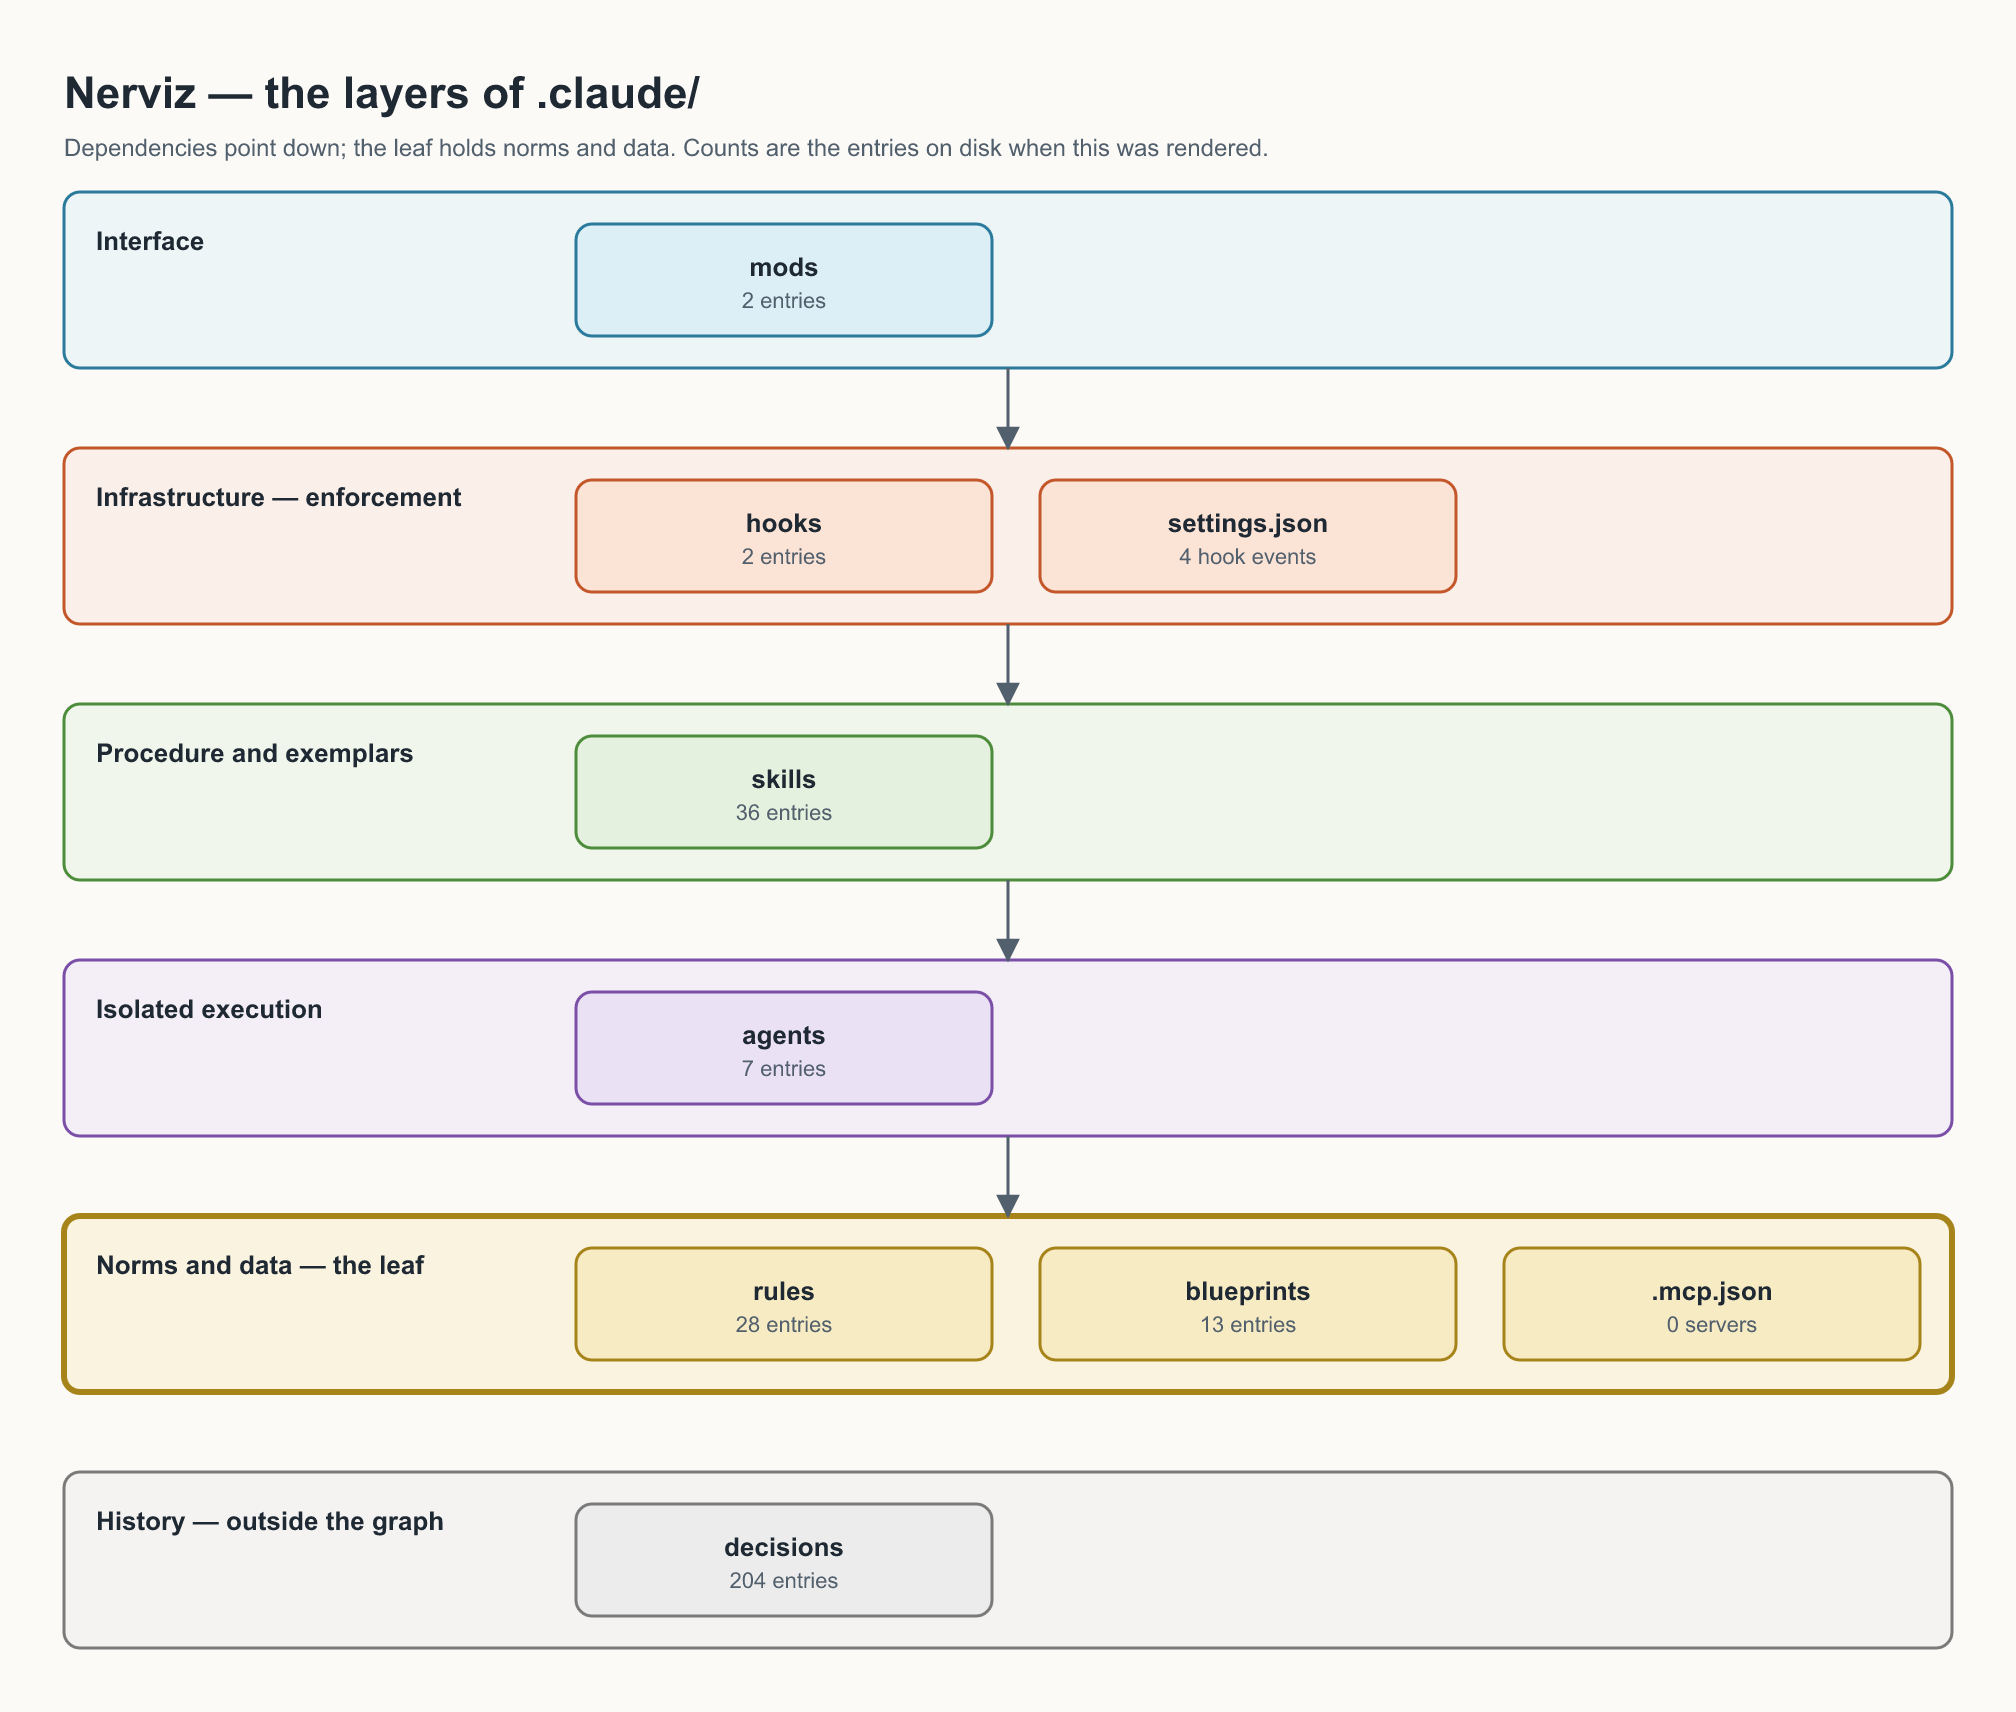 Nerviz — the layers of .claude/
Dependencies point down; the leaf holds norms and data. Counts are the entries on disk when this was rendered.
Interface
mods
2 entries
Infrastructure — enforcement
hooks
2 entries
settings.json
4 hook events
Procedure and exemplars
skills
36 entries
Isolated execution
agents
7 entries
Norms and data — the leaf
rules
28 entries
blueprints
13 entries
.mcp.json
0 servers
History — outside the graph
decisions
204 entries